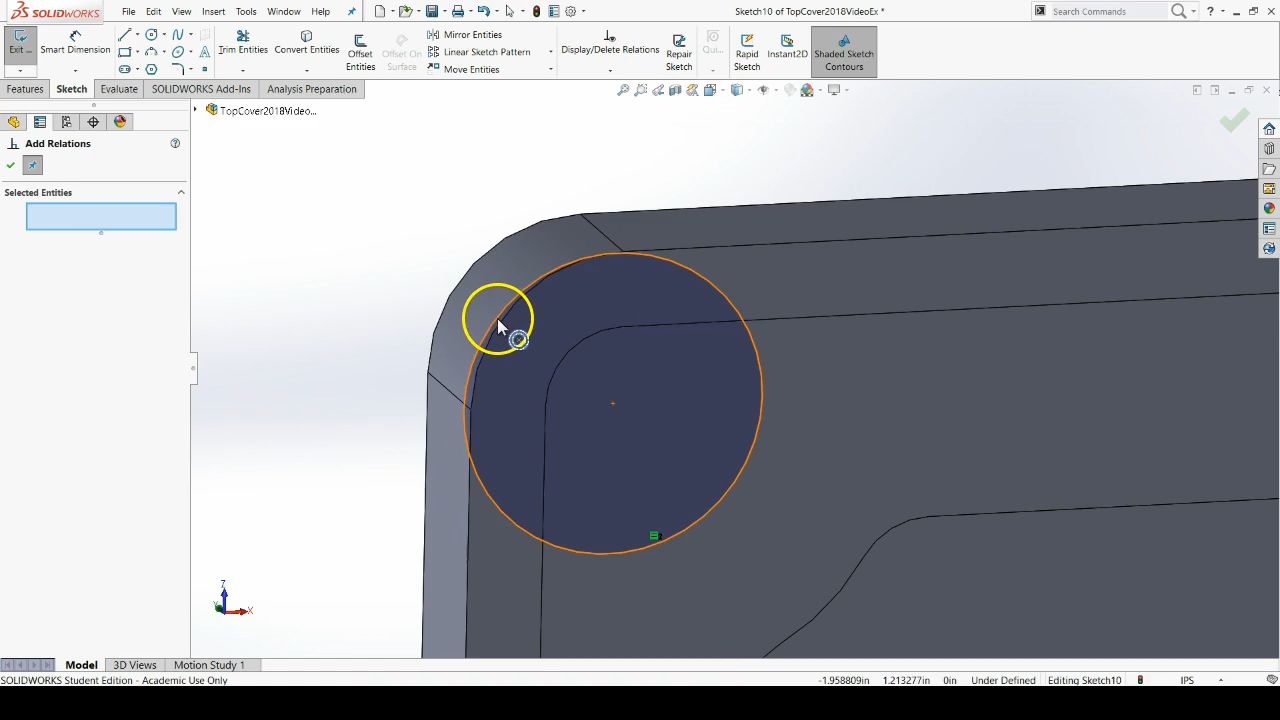 SOLIDWORKS File Edit View Insert Tools Help Sketch10 of TopCover2018VideoEx * Search Commands
Exit ... Smart Dimension Trim Entities Convert Entities Offset Entities Offset On Surface Mirror Entities Linear Sketch Pattern Move Entities Display/Delete Relations Repair Sketch Qui... Rapid Sketch Instant2D Shaded Sketch Contours
Features Sketch Evaluate SOLIDWORKS Add-Ins Analysis Preparation
TopCover2018Video...
Add Relations
Selected Entities
Z
Y X
Model 3D Views Motion Study 1
SOLIDWORKS Student Edition - Academic Use Only -1.958809in 1.213277in 0in Under Defined Editing Sketch10 IPS